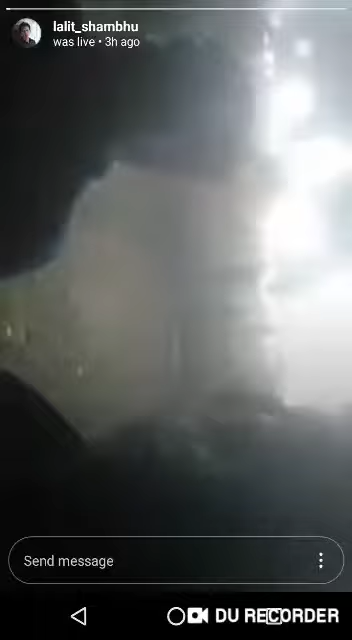 lalit_shambhu
was live • 3h ago
Send message
DU RECORDER